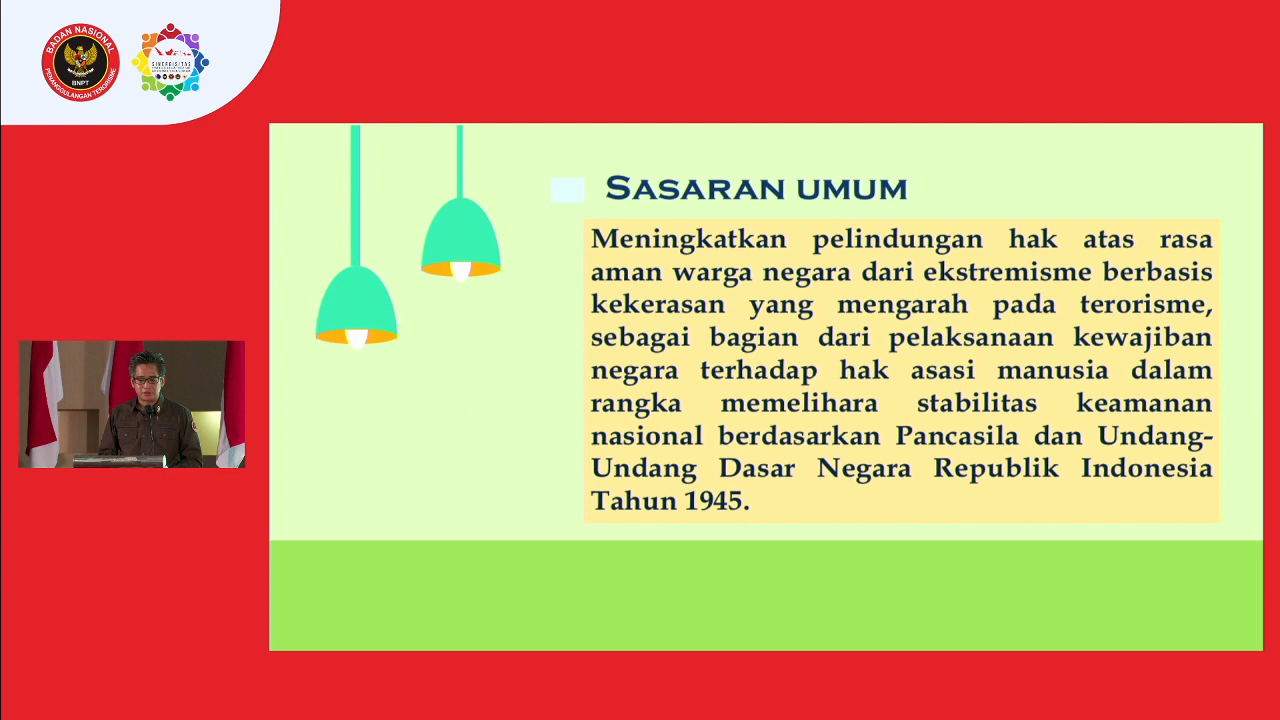 BADAN NASIONAL
BNPT
PENANGGULANGAN TERORISME
SINERGISITAS
SASARAN UMUM
Meningkatkan pelindungan hak atas rasa
aman warga negara dari ekstremisme berbasis
kekerasan yang mengarah pada terorisme,
sebagai bagian dari pelaksanaan kewajiban
negara terhadap hak asasi manusia dalam
rangka memelihara stabilitas keamanan
nasional berdasarkan Pancasila dan Undang-
Undang Dasar Negara Republik Indonesia
Tahun 1945.